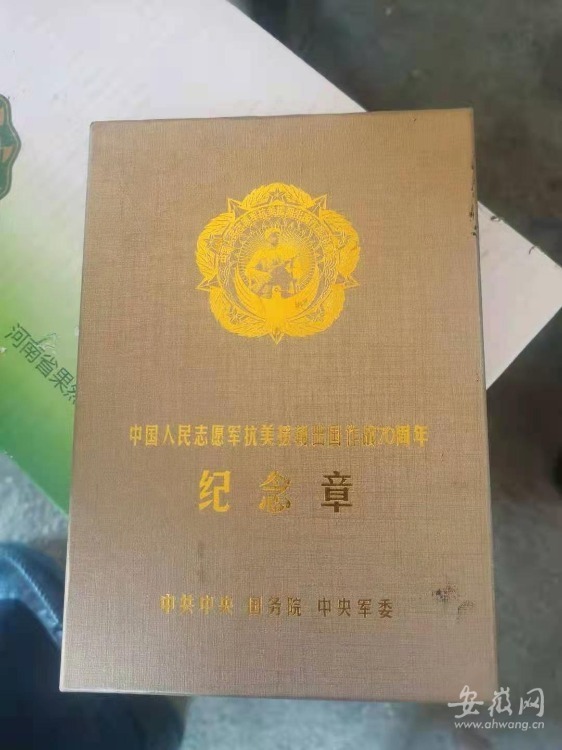 河南省果然
中国人民志愿军抗美援朝出国作战70周年
纪念章
中共中央 国务院 中央军委
安徽网
www.ahwang.cn